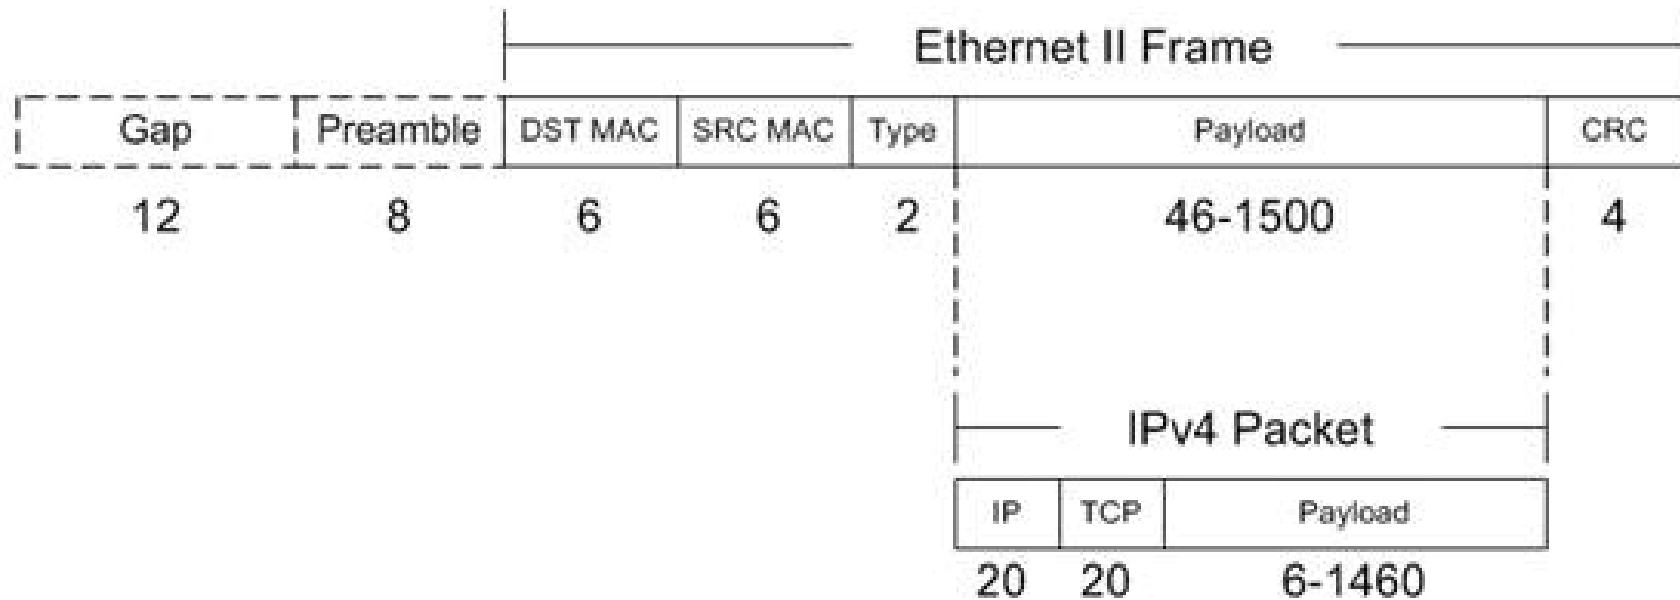 Ethernet II Frame
Gap Preamble DST MAC SRC MAC Type Payload CRC
12 8 6 6 2 46-1500 4
IPv4 Packet
IP TCP Payload
20 20 6-1460